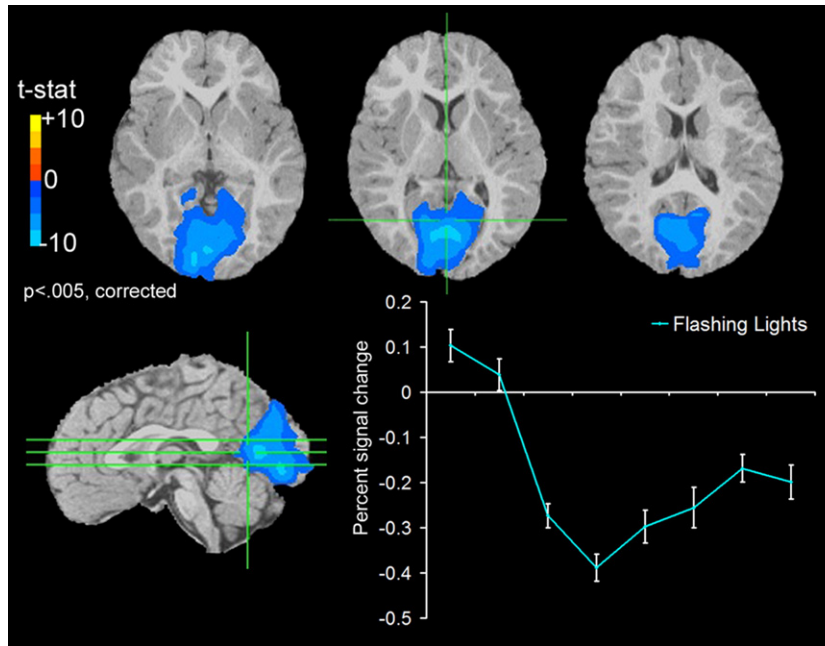 t-stat
+10
0
-10
p<.005, corrected
0.2
0.1
0
-0.1
-0.2
-0.3
-0.4
-0.5
Percent signal change
Flashing Lights